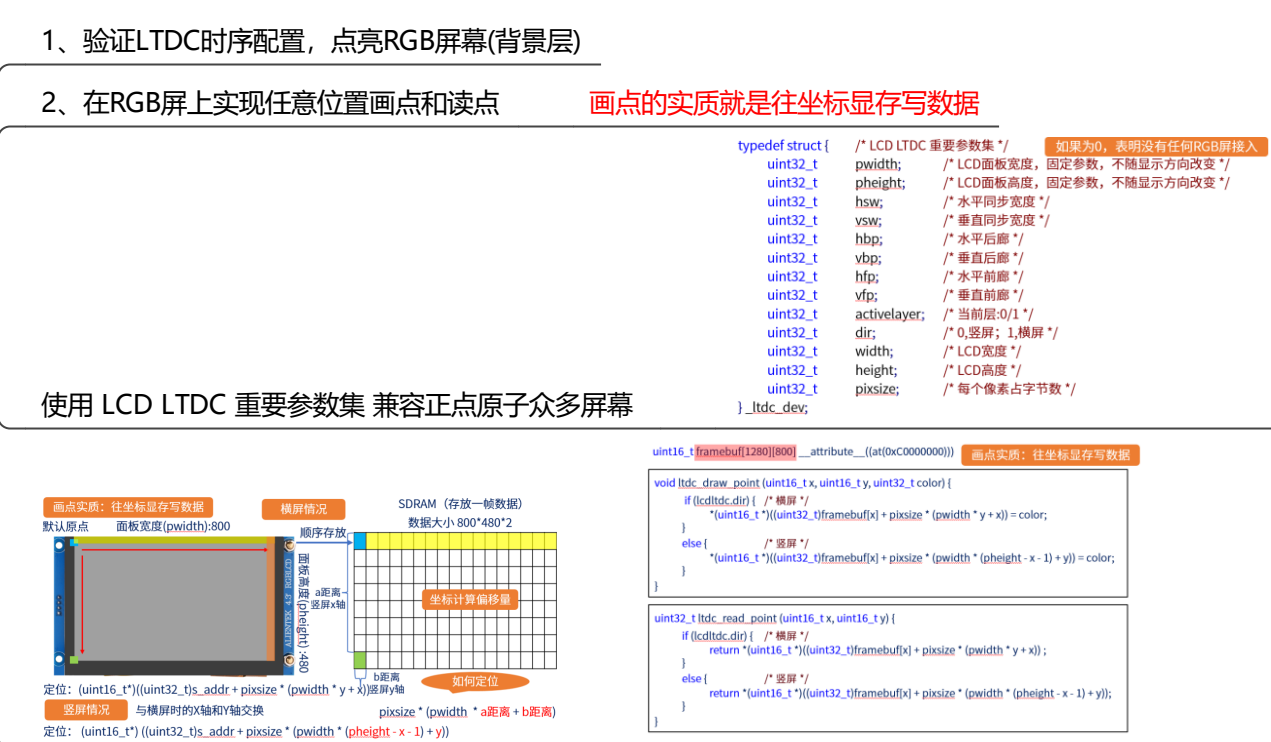 1、验证LTDC时序配置，点亮RGB屏幕(背景层)
2、在RGB屏上实现任意位置画点和读点 画点的实质就是往坐标显存写数据
typedef struct { /* LCD LTDC 重要参数集 */ 如果为0，表明没有任何RGB屏接入
uint32_t pwidth; /* LCD面板宽度，固定参数，不随显示方向改变 */
uint32_t pheight; /* LCD面板高度，固定参数，不随显示方向改变 */
uint32_t hsw; /* 水平同步宽度 */
uint32_t vsw; /* 垂直同步宽度 */
uint32_t hbp; /* 水平后廊 */
uint32_t vbp; /* 垂直后廊 */
uint32_t hfp; /* 水平前廊 */
uint32_t vfp; /* 垂直前廊 */
uint32_t activelayer; /* 当前层:0/1 */
uint32_t dir; /* 0,竖屏；1,横屏 */
uint32_t width; /* LCD宽度 */
uint32_t height; /* LCD高度 */
uint32_t pixsize; /* 每个像素占字节数 */
} _ltdc_dev;
使用 LCD LTDC 重要参数集 兼容正点原子众多屏幕
画点实质：往坐标显存写数据
横屏情况
默认原点 面板宽度(pwidth):800
面板高度(pheight):480
SDRAM（存放一帧数据）
数据大小 800*480*2
顺序存放
a距离
竖屏x轴
坐标计算偏移量
b距离
竖屏y轴
如何定位
定位：(uint16_t*)((uint32_t)s_addr + pixsize * (pwidth * y + x))
竖屏情况 与横屏时的X轴和Y轴交换
pixsize * (pwidth * a距离 + b距离)
定位： (uint16_t*) ((uint32_t)s_addr + pixsize * (pwidth * (pheight - x - 1) + y))
uint16_t framebuf[1280][800] __attribute__((at(0xC0000000))) 画点实质：往坐标显存写数据
void ltdc_draw_point (uint16_t x, uint16_t y, uint32_t color) {
if (lcdltdc.dir) { /* 横屏 */
*(uint16_t *)((uint32_t)framebuf[x] + pixsize * (pwidth * y + x)) = color;
}
else { /* 竖屏 */
*(uint16_t *)((uint32_t)framebuf[x] + pixsize * (pwidth * (pheight - x - 1) + y)) = color;
}
}
uint32_t ltdc_read_point (uint16_t x, uint16_t y) {
if (lcdltdc.dir) { /* 横屏 */
return *(uint16_t *)((uint32_t)framebuf[x] + pixsize * (pwidth * y + x)) ;
}
else { /* 竖屏 */
return *(uint16_t *)((uint32_t)framebuf[x] + pixsize * (pwidth * (pheight - x - 1) + y));
}
}